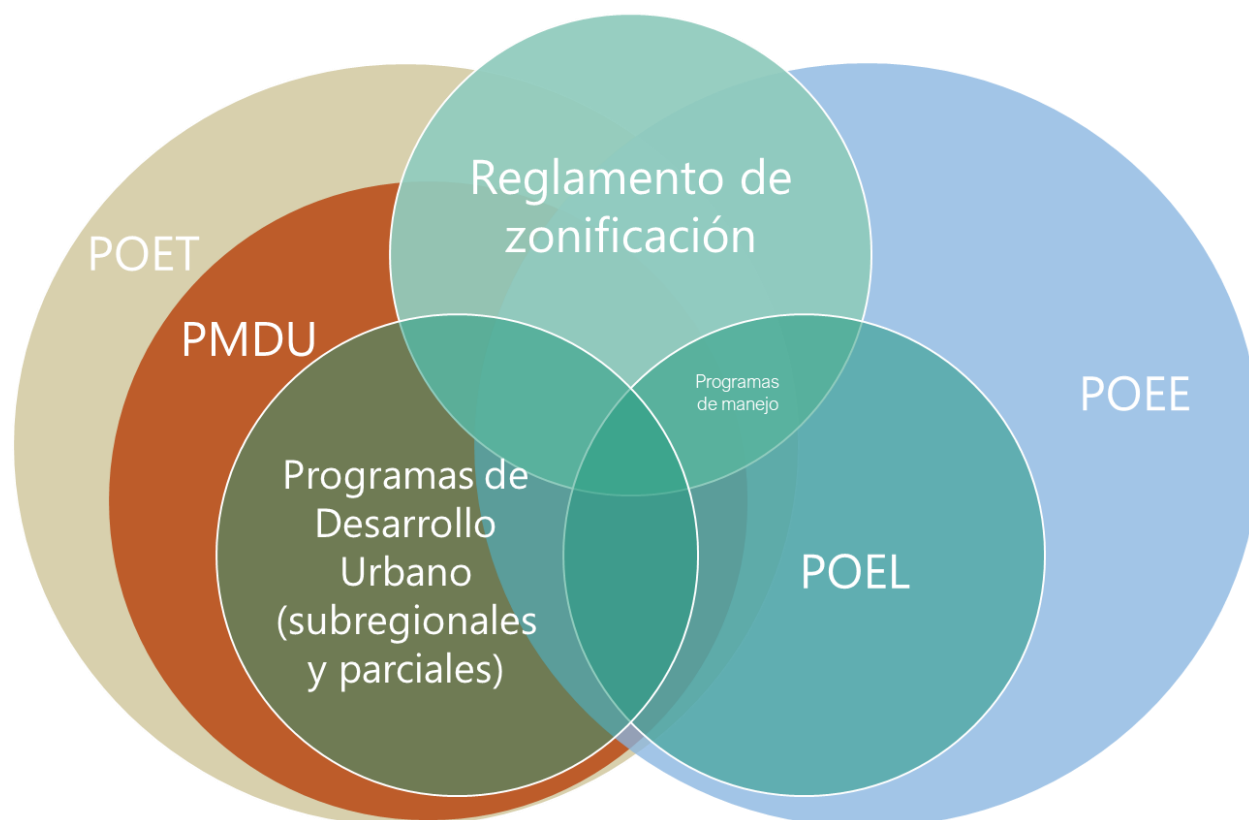 Reglamento de
zonificación
POET
PMDU
Programas
de manejo
POEE
Programas de
Desarrollo
Urbano
(subregionales
y parciales)
POEL